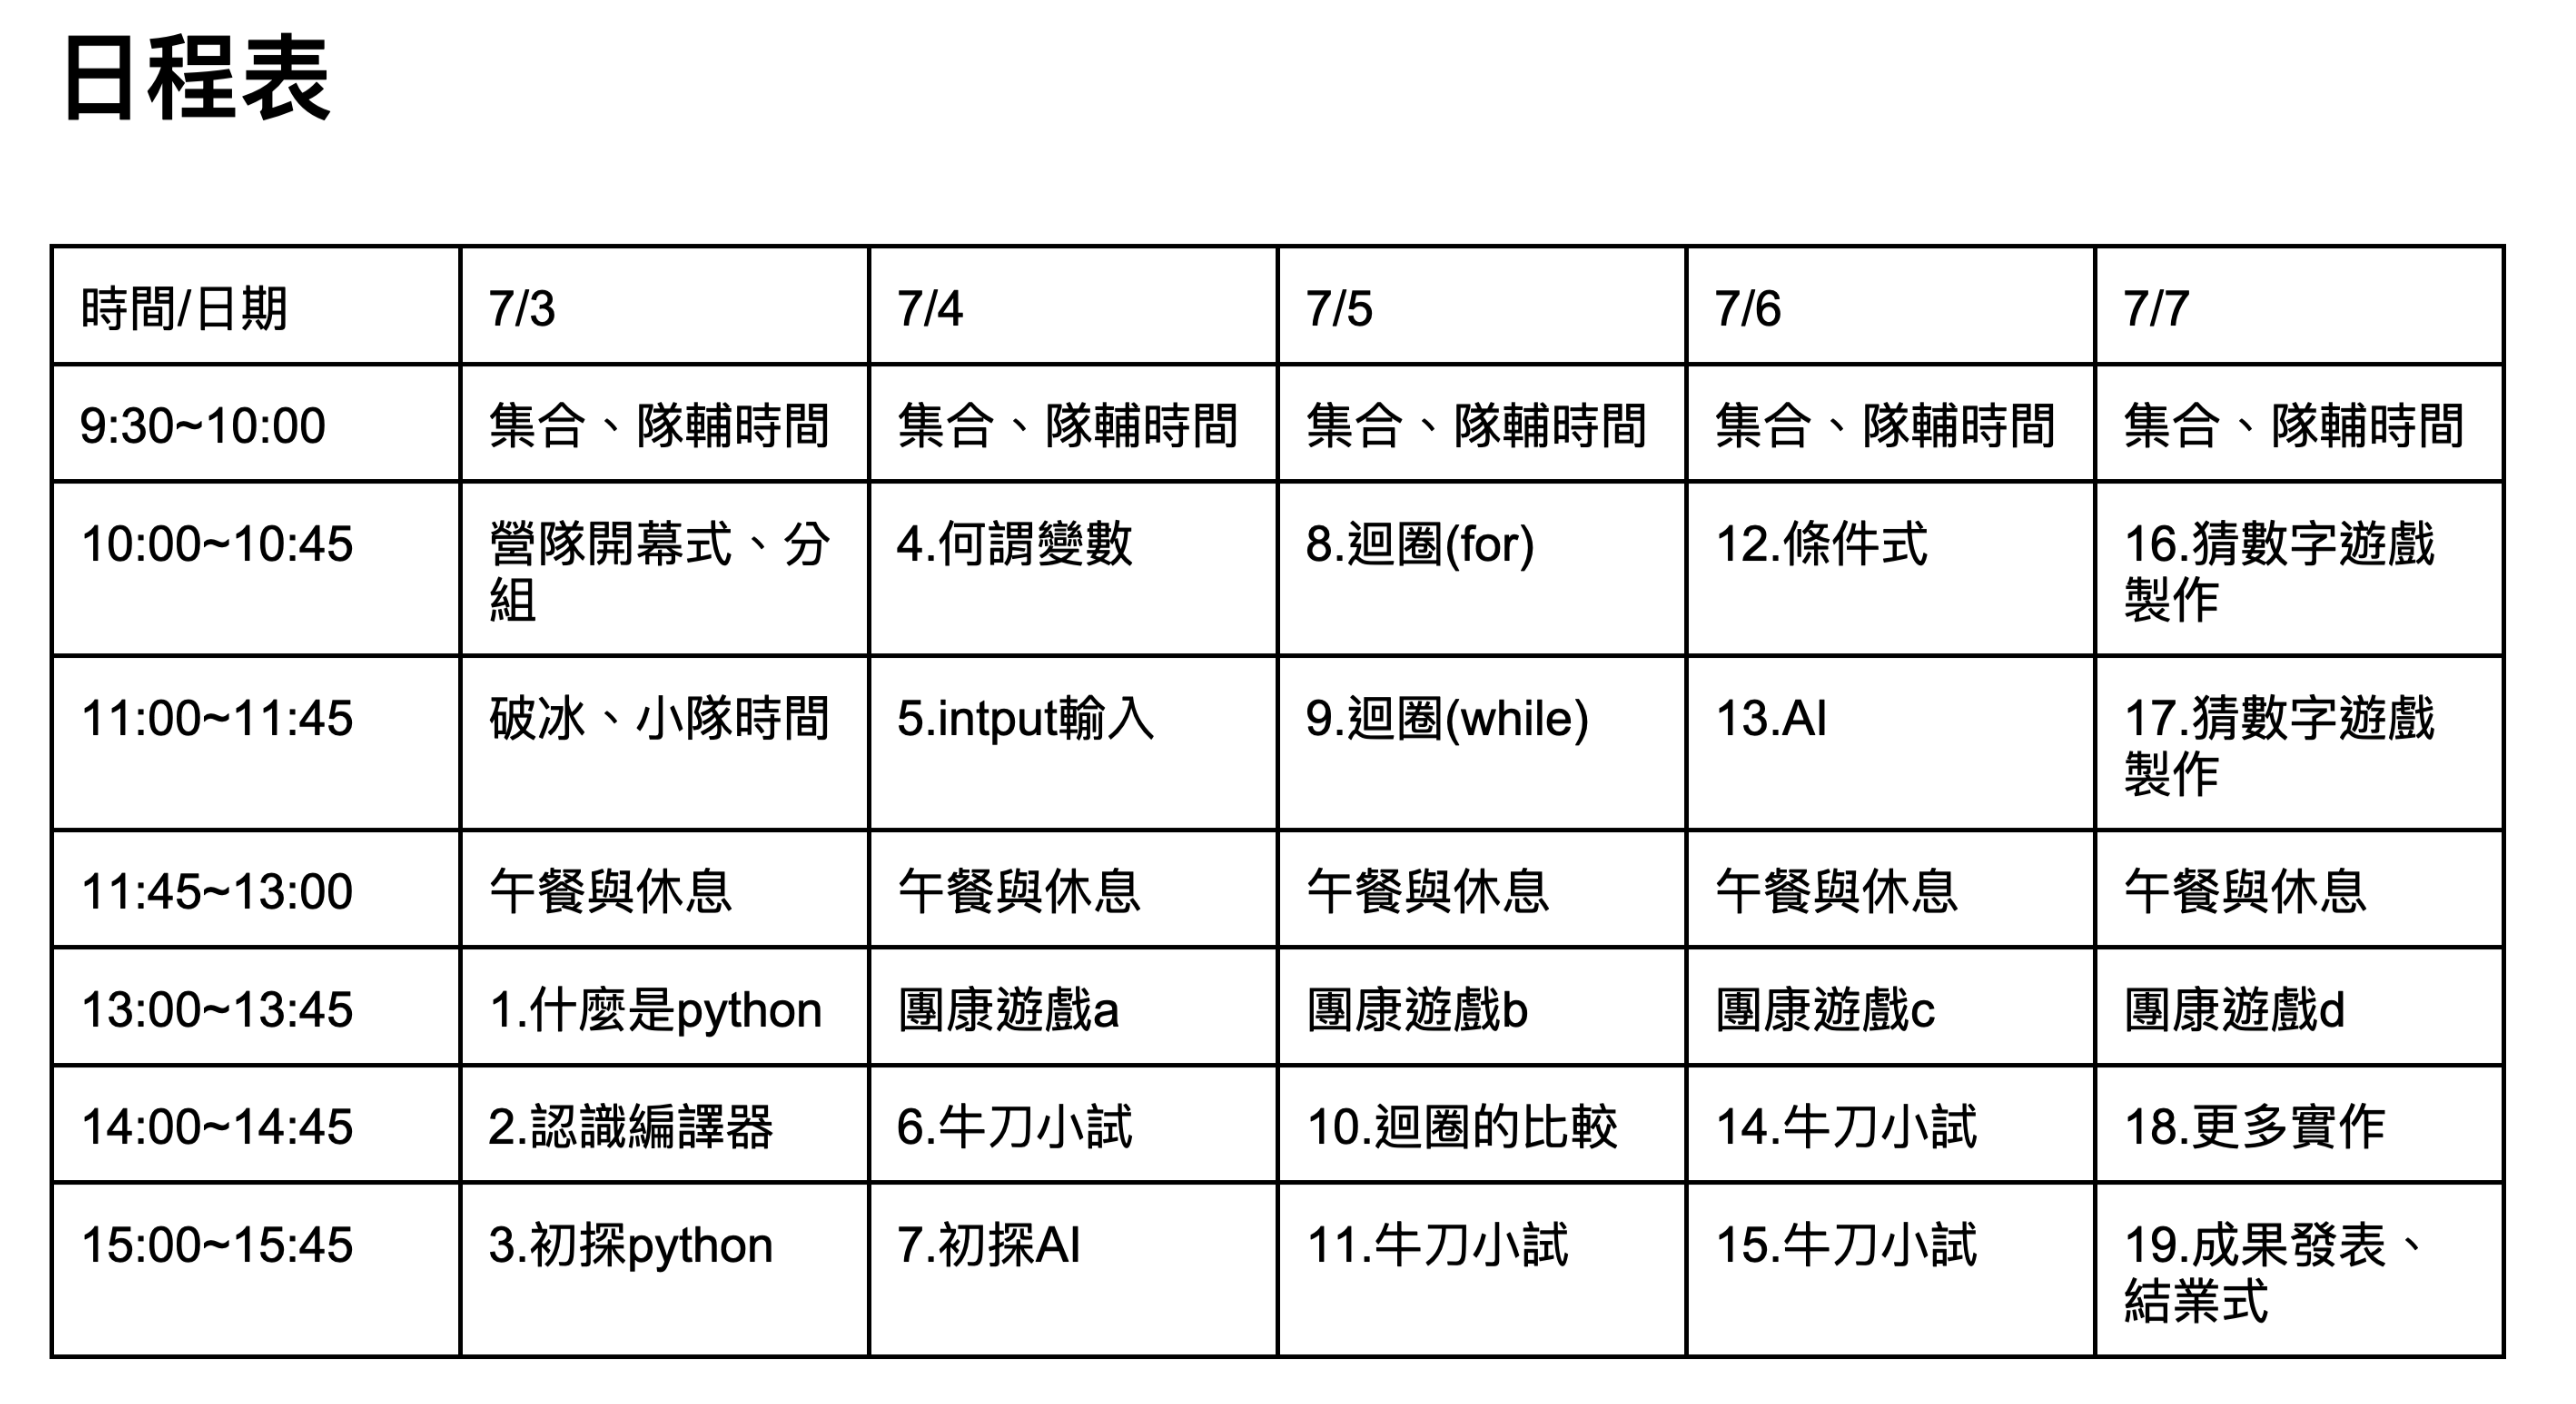 日程表
時間/日期 7/3 7/4 7/5 7/6 7/7
9:30~10:00 集合、隊輔時間 集合、隊輔時間 集合、隊輔時間 集合、隊輔時間 集合、隊輔時間
10:00~10:45 營隊開幕式、分 4.何謂變數 8.迴圈(for) 12.條件式 16.猜數字遊戲
組 製作
11:00~11:45 破冰、小隊時間 5.intput輸入 9.迴圈(while) 13.AI 17.猜數字遊戲
製作
11:45~13:00 午餐與休息 午餐與休息 午餐與休息 午餐與休息 午餐與休息
13:00~13:45 1.什麼是python 團康遊戲a 團康遊戲b 團康遊戲c 團康遊戲d
14:00~14:45 2.認識編譯器 6.牛刀小試 10.迴圈的比較 14.牛刀小試 18.更多實作
15:00~15:45 3.初探python 7.初探AI 11.牛刀小試 15.牛刀小試 19.成果發表、
結業式